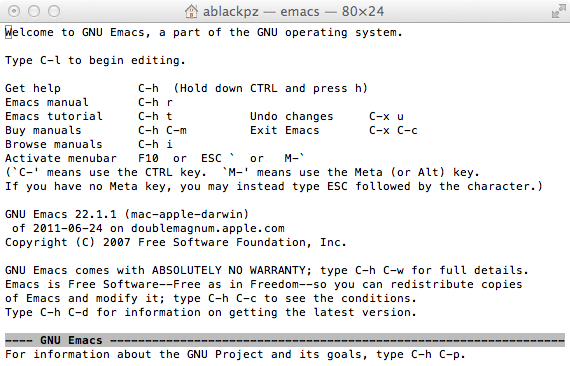 ablackpz — emacs — 80×24
Welcome to GNU Emacs, a part of the GNU operating system.
Type C-l to begin editing.
Get help           C-h  (Hold down CTRL and press h)
Emacs manual       C-h r
Emacs tutorial     C-h t           Undo changes     C-x u
Buy manuals        C-h C-m         Exit Emacs       C-x C-c
Browse manuals     C-h i
Activate menubar   F10  or  ESC `  or   M-`
(`C-' means use the CTRL key.  `M-' means use the Meta (or Alt) key.
If you have no Meta key, you may instead type ESC followed by the character.)
GNU Emacs 22.1.1 (mac-apple-darwin)
 of 2011-06-24 on doublemagnum.apple.com
Copyright (C) 2007 Free Software Foundation, Inc.
GNU Emacs comes with ABSOLUTELY NO WARRANTY; type C-h C-w for full details.
Emacs is Free Software--Free as in Freedom--so you can redistribute copies
of Emacs and modify it; type C-h C-c to see the conditions.
Type C-h C-d for information on getting the latest version.
---- GNU Emacs -----------------------------------------------------------------
For information about the GNU Project and its goals, type C-h C-p.